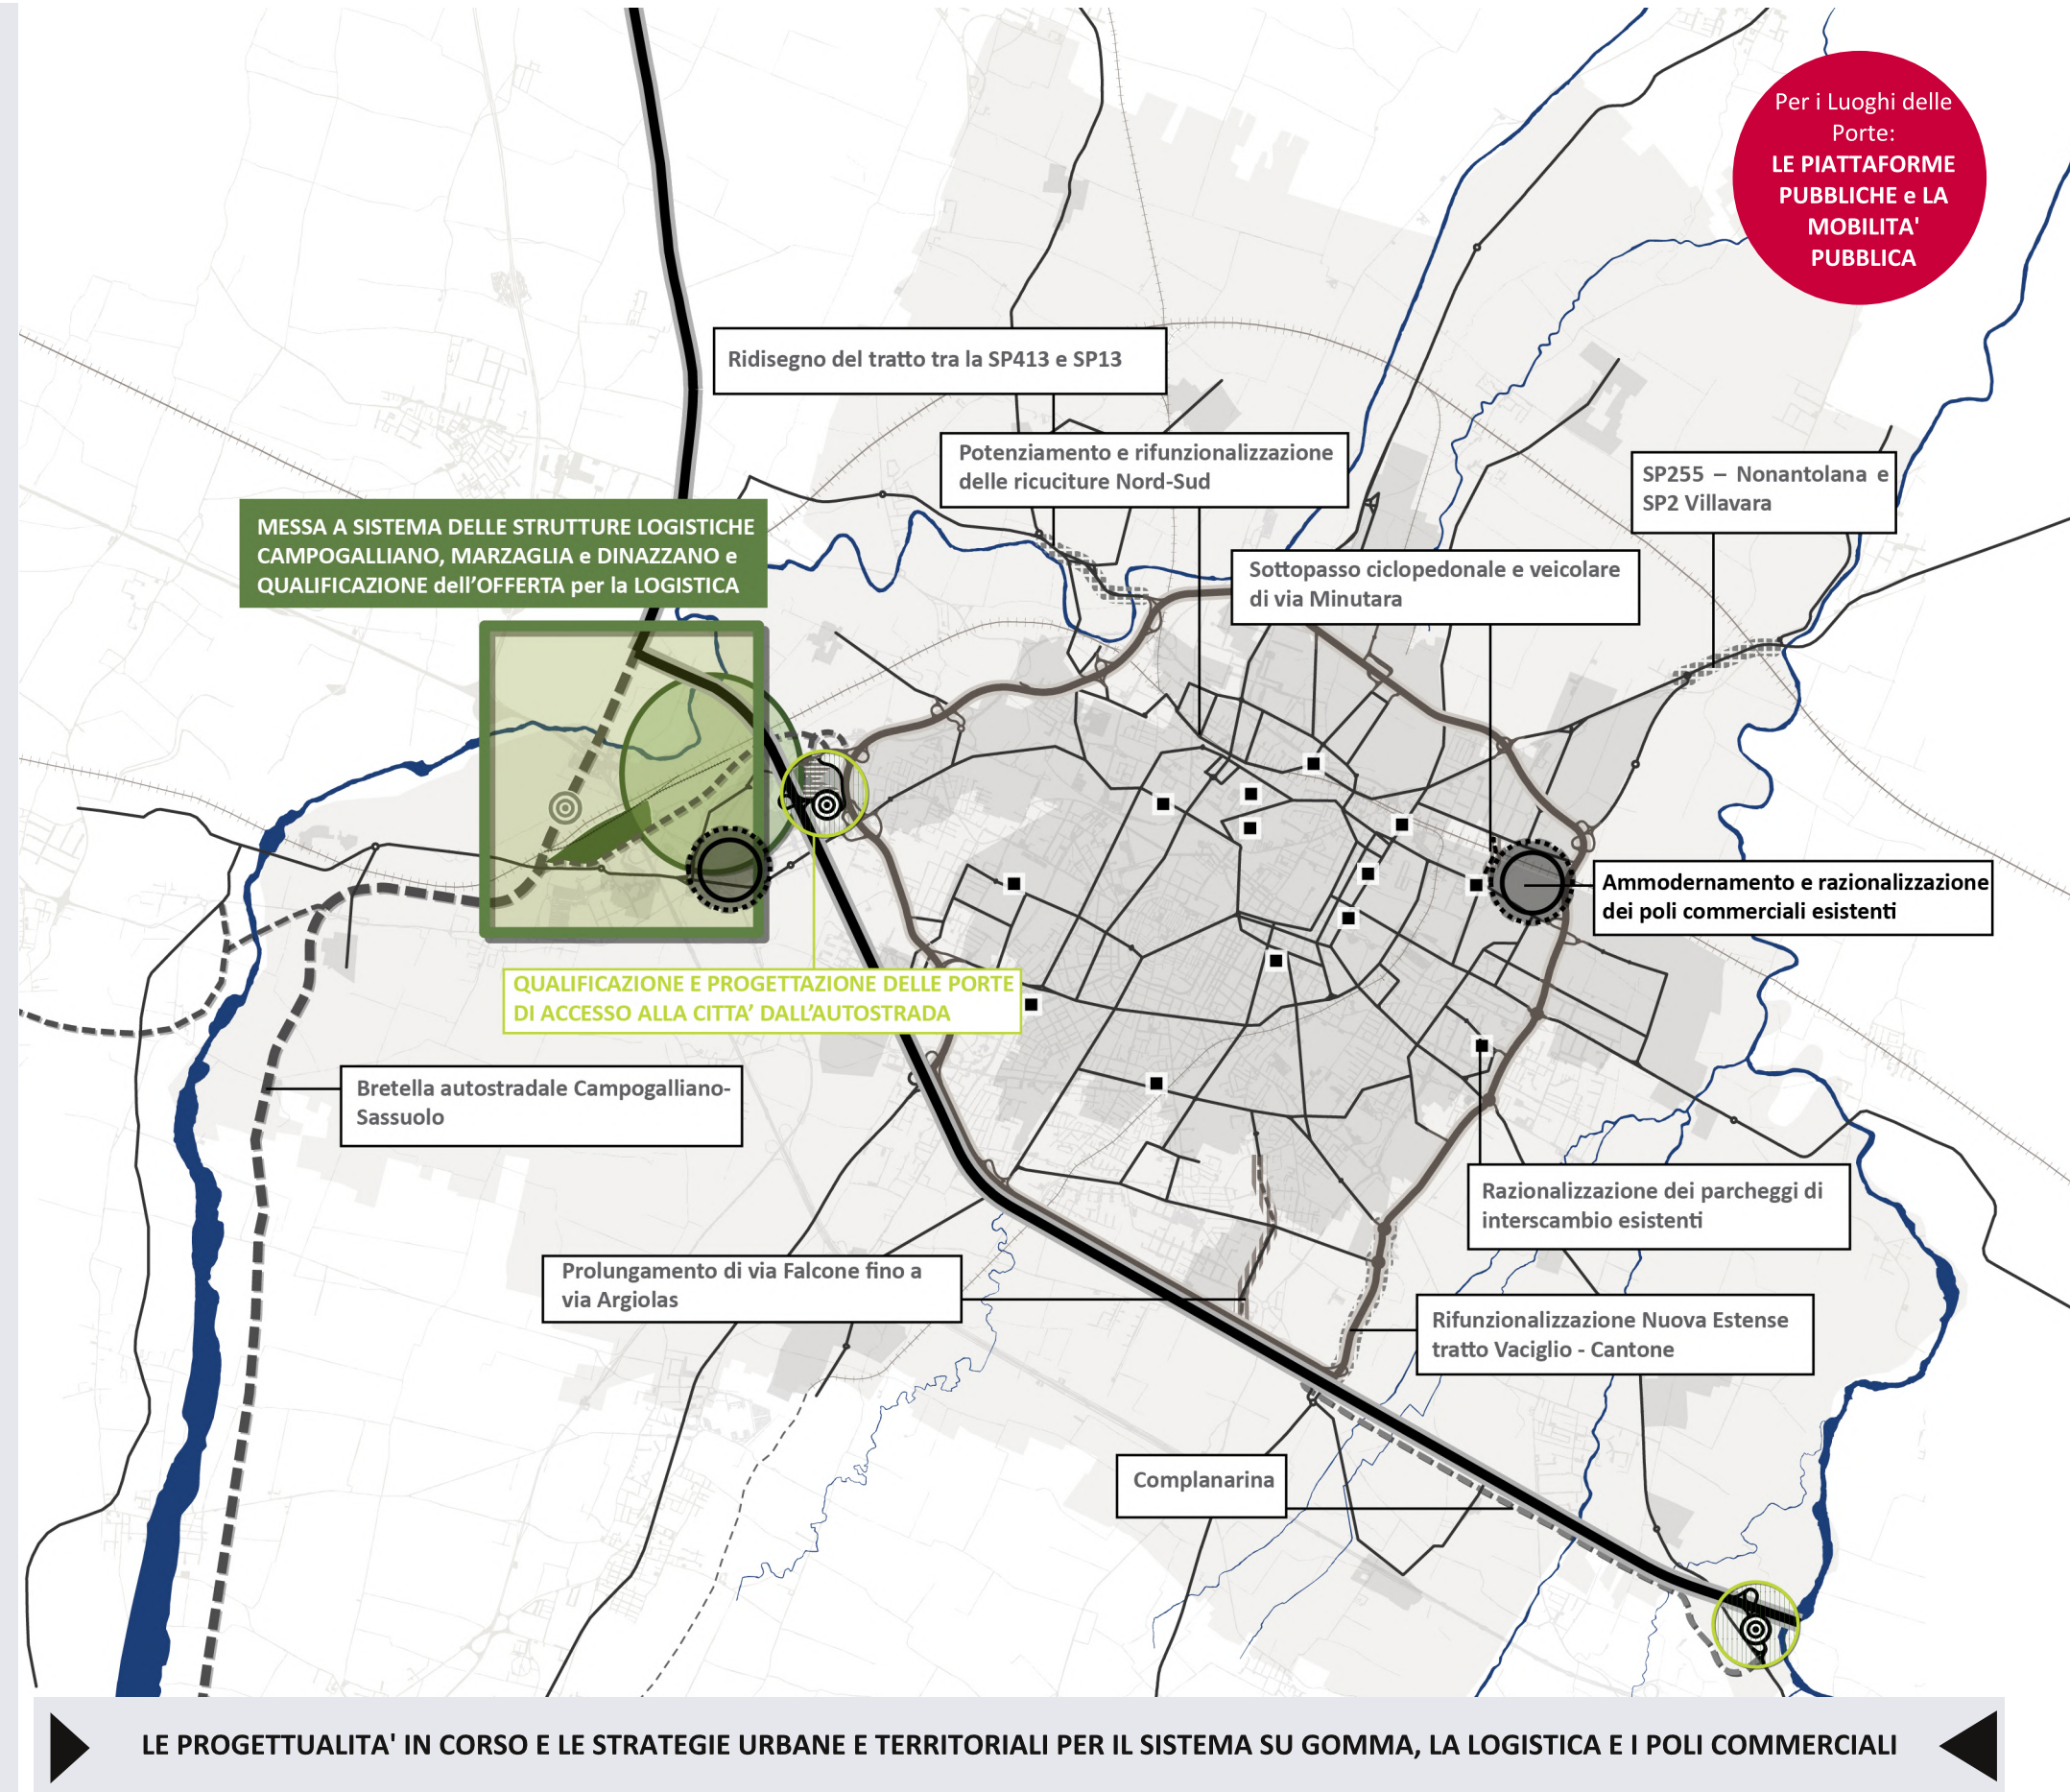 Per i Luoghi delle
Porte:
LE PIATTAFORME
PUBBLICHE e LA
MOBILITA'
PUBBLICA
Ridisegno del tratto tra la SP413 e SP13
Potenziamento e rifunzionalizzazione
delle ricuciture Nord-Sud
SP255 – Nonantolana e
SP2 Villavara
MESSA A SISTEMA DELLE STRUTTURE LOGISTICHE
CAMPOGALLIANO, MARZAGLIA e DINAZZANO e
QUALIFICAZIONE dell'OFFERTA per la LOGISTICA
Sottopasso ciclopedonale e veicolare
di via Minutara
Ammodernamento e razionalizzazione
dei poli commerciali esistenti
QUALIFICAZIONE E PROGETTAZIONE DELLE PORTE
DI ACCESSO ALLA CITTA' DALL'AUTOSTRADA
Bretella autostradale Campogalliano-
Sassuolo
Razionalizzazione dei parcheggi di
interscambio esistenti
Prolungamento di via Falcone fino a
via Argiolas
Rifunzionalizzazione Nuova Estense
tratto Vaciglio - Cantone
Complanarina
LE PROGETTUALITA' IN CORSO E LE STRATEGIE URBANE E TERRITORIALI PER IL SISTEMA SU GOMMA, LA LOGISTICA E I POLI COMMERCIALI